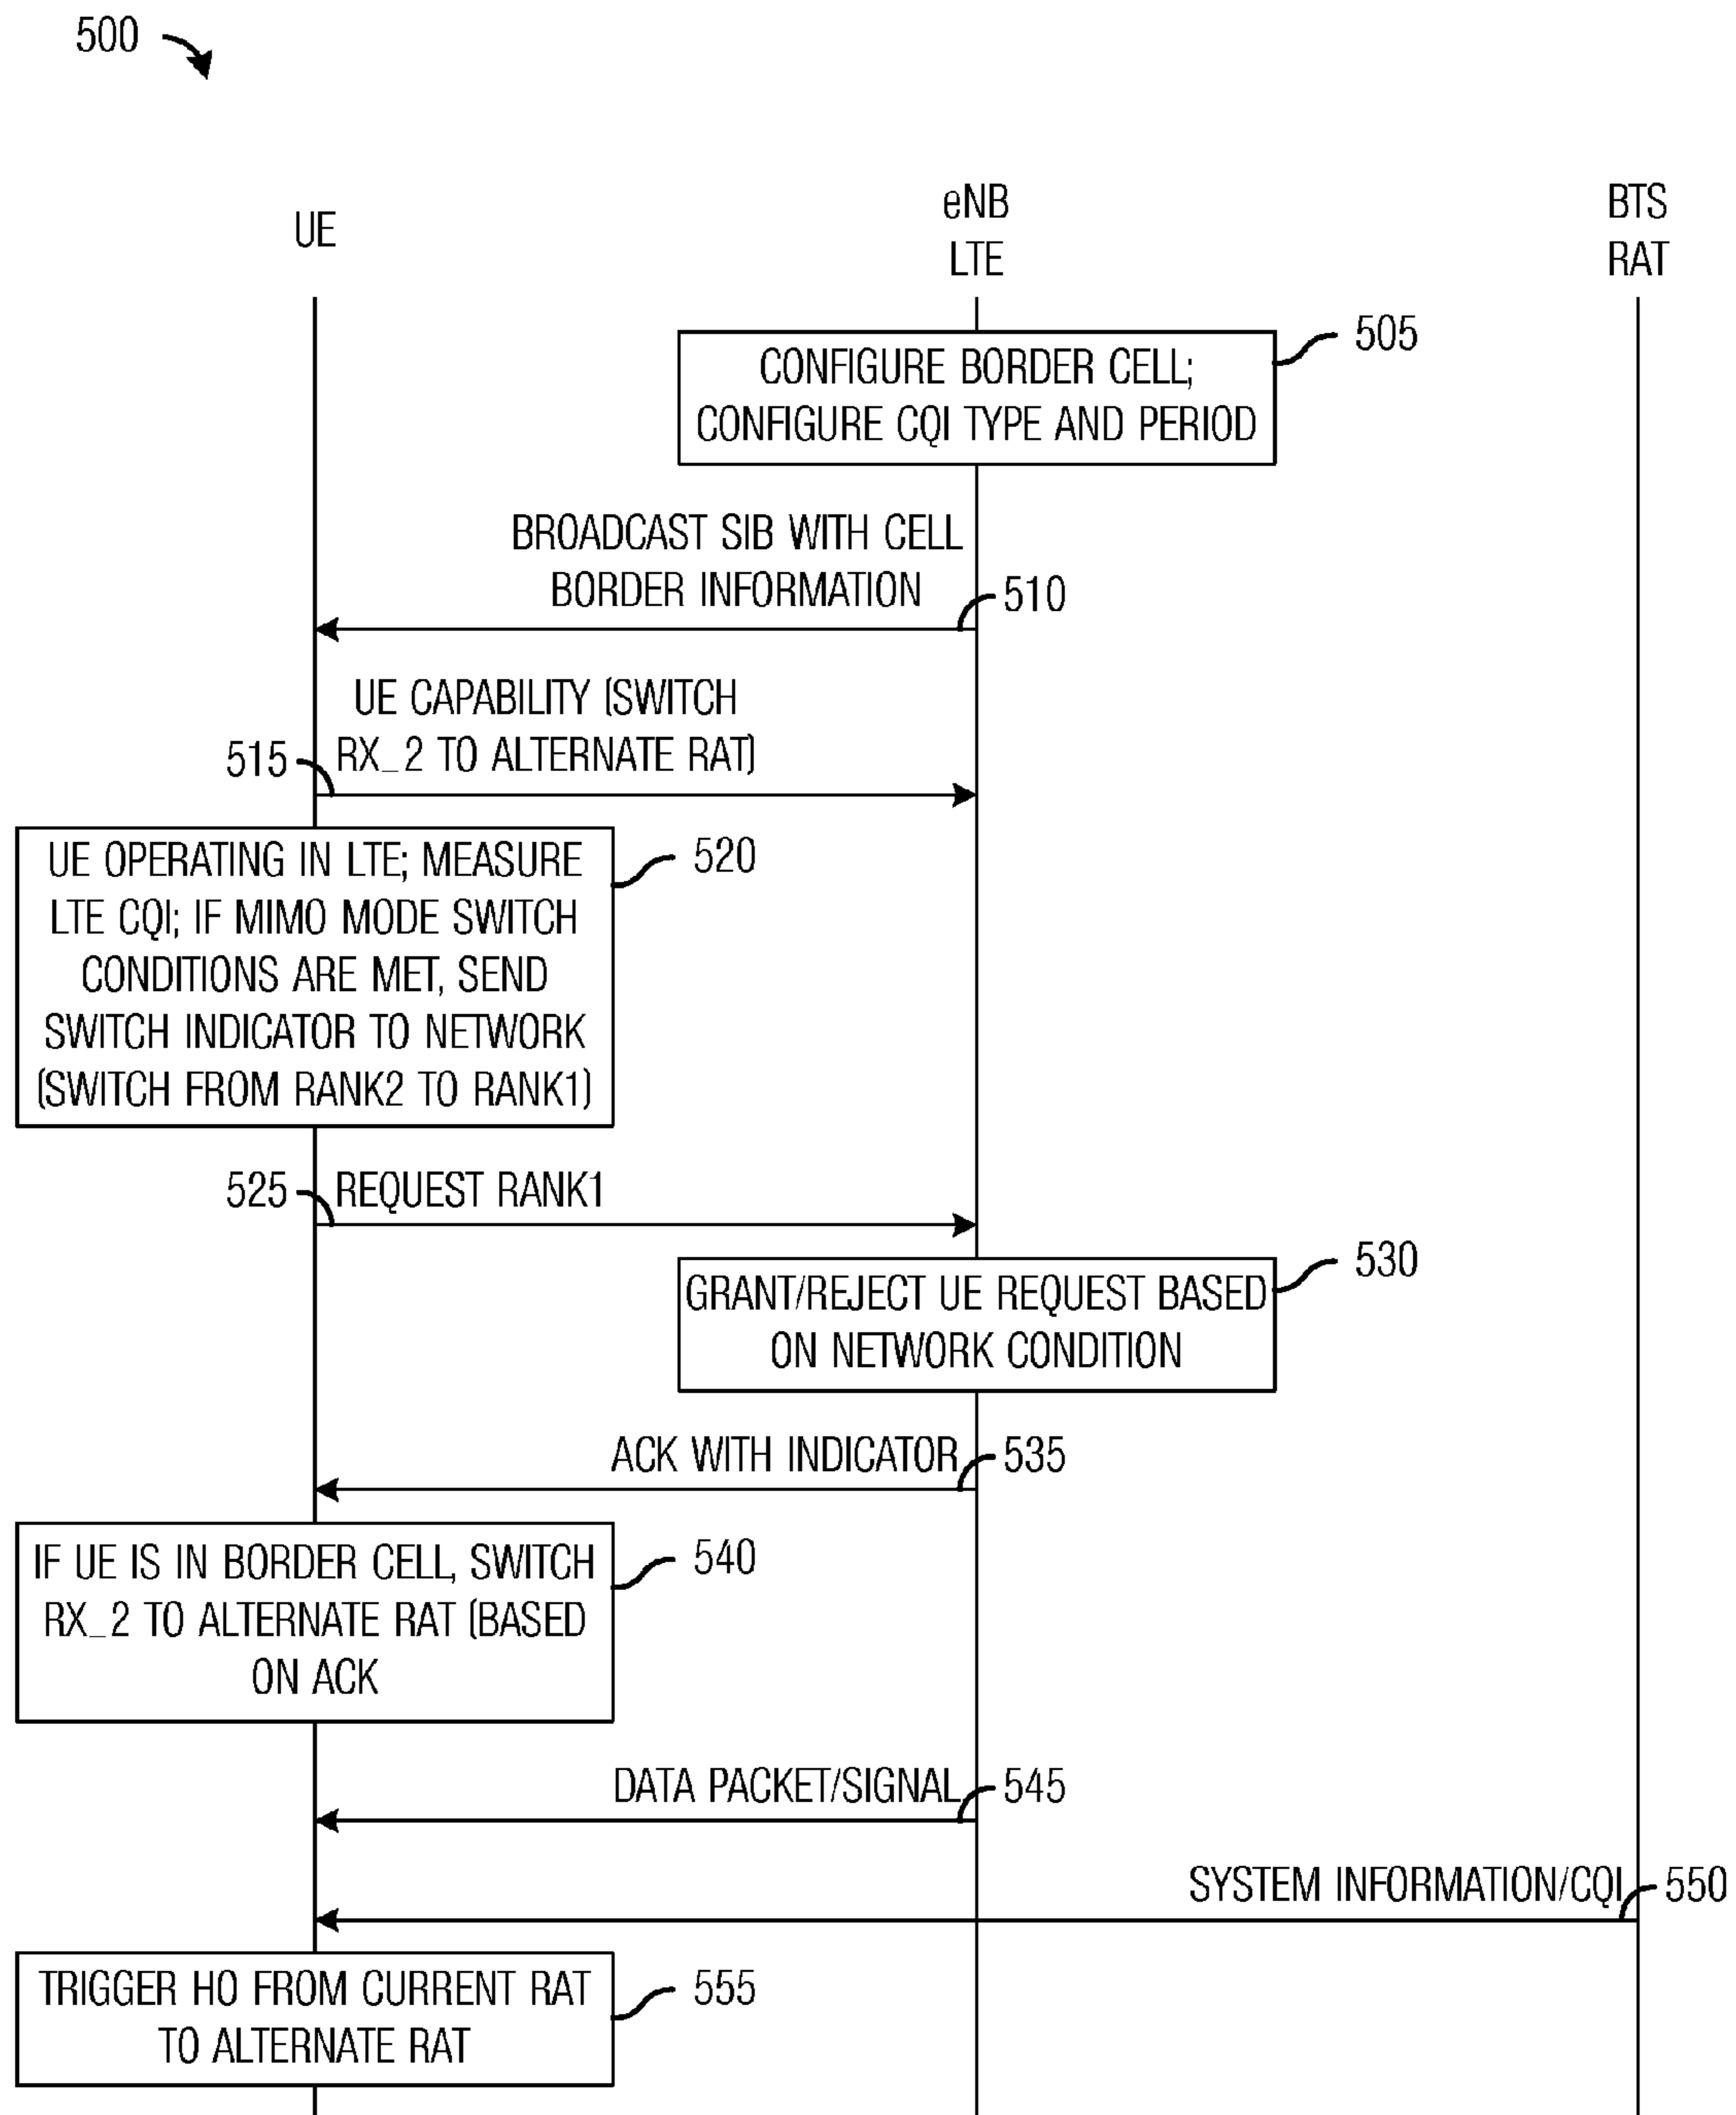 500
UE
eNB
LTE
BTS
RAT
505
CONFIGURE BORDER CELL;
CONFIGURE CQI TYPE AND PERIOD
BROADCAST SIB WITH CELL
BORDER INFORMATION
510
UE CAPABILITY (SWITCH
RX_2 TO ALTERNATE RAT)
515
UE OPERATING IN LTE; MEASURE
LTE CQI; IF MIMO MODE SWITCH
CONDITIONS ARE MET, SEND
SWITCH INDICATOR TO NETWORK
(SWITCH FROM RANK2 TO RANK1)
520
525
REQUEST RANK1
530
GRANT/REJECT UE REQUEST BASED
ON NETWORK CONDITION
ACK WITH INDICATOR
535
IF UE IS IN BORDER CELL, SWITCH
RX_2 TO ALTERNATE RAT (BASED
ON ACK
540
DATA PACKET/SIGNAL
545
SYSTEM INFORMATION/CQI
550
TRIGGER HO FROM CURRENT RAT
TO ALTERNATE RAT
555